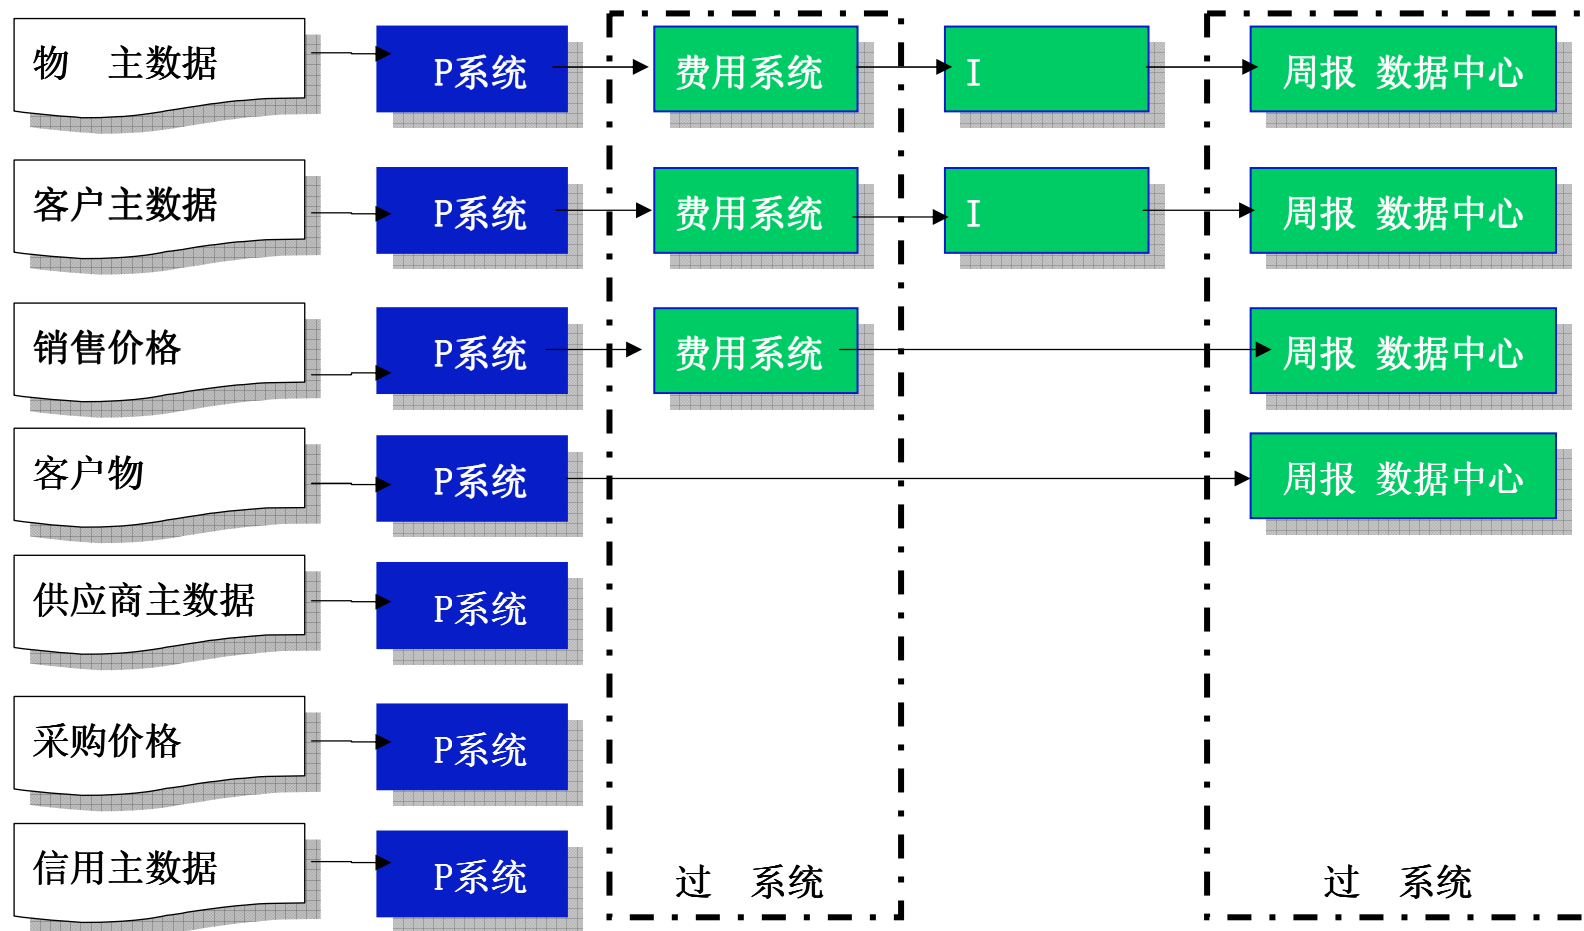 物 主数据 P系统 费用系统 I 周报 数据中心
客户主数据 P系统 费用系统 I 周报 数据中心
销售价格 P系统 费用系统 周报 数据中心
客户物 P系统 周报 数据中心
供应商主数据 P系统
采购价格 P系统
信用主数据 P系统
过 系统 过 系统